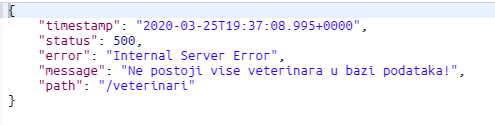 {
"timestamp": "2020-03-25T19:37:08.995+0000",
"status": 500,
"error": "Internal Server Error",
"message": "Ne postoji vise veterinara u bazi podataka!",
"path": "/veterinari"
}